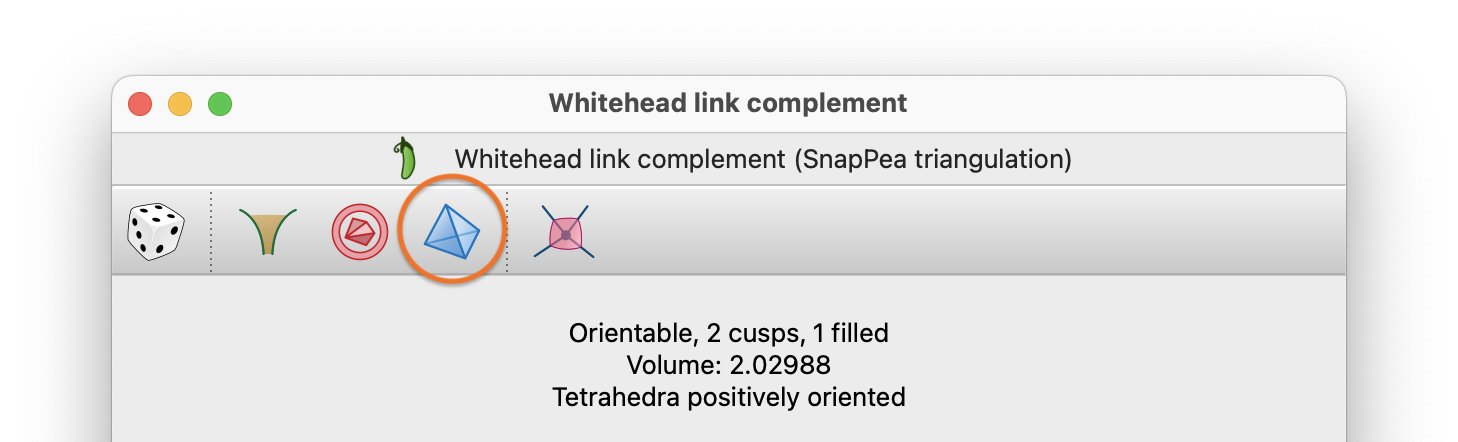 Whitehead link complement
Whitehead link complement (SnapPea triangulation)
Orientable, 2 cusps, 1 filled
Volume: 2.02988
Tetrahedra positively oriented